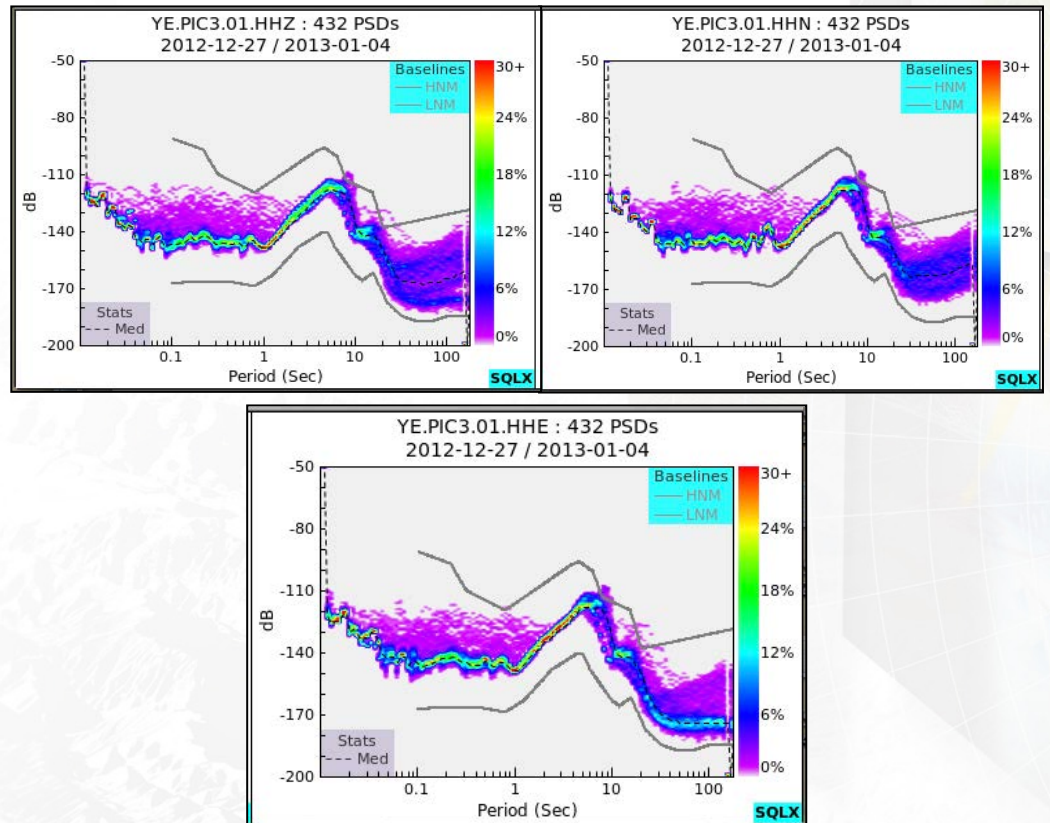 YE.PIC3.01.HHZ : 432 PSDs
2012-12-27 / 2013-01-04
-50
-80
-110
-140
-170
-200
dB
Baselines
HNM
LNM
30+
24%
18%
12%
6%
0%
Stats
Med
0.1
1
10
100
Period (Sec)
SQLX
YE.PIC3.01.HHN : 432 PSDs
2012-12-27 / 2013-01-04
-50
-80
-110
-140
-170
-200
dB
Baselines
HNM
LNM
30+
24%
18%
12%
6%
0%
Stats
Med
0.1
1
10
100
Period (Sec)
SQLX
YE.PIC3.01.HHE : 432 PSDs
2012-12-27 / 2013-01-04
-50
-80
-110
-140
-170
-200
dB
Baselines
HNM
LNM
30+
24%
18%
12%
6%
0%
Stats
Med
0.1
1
10
100
Period (Sec)
SQLX